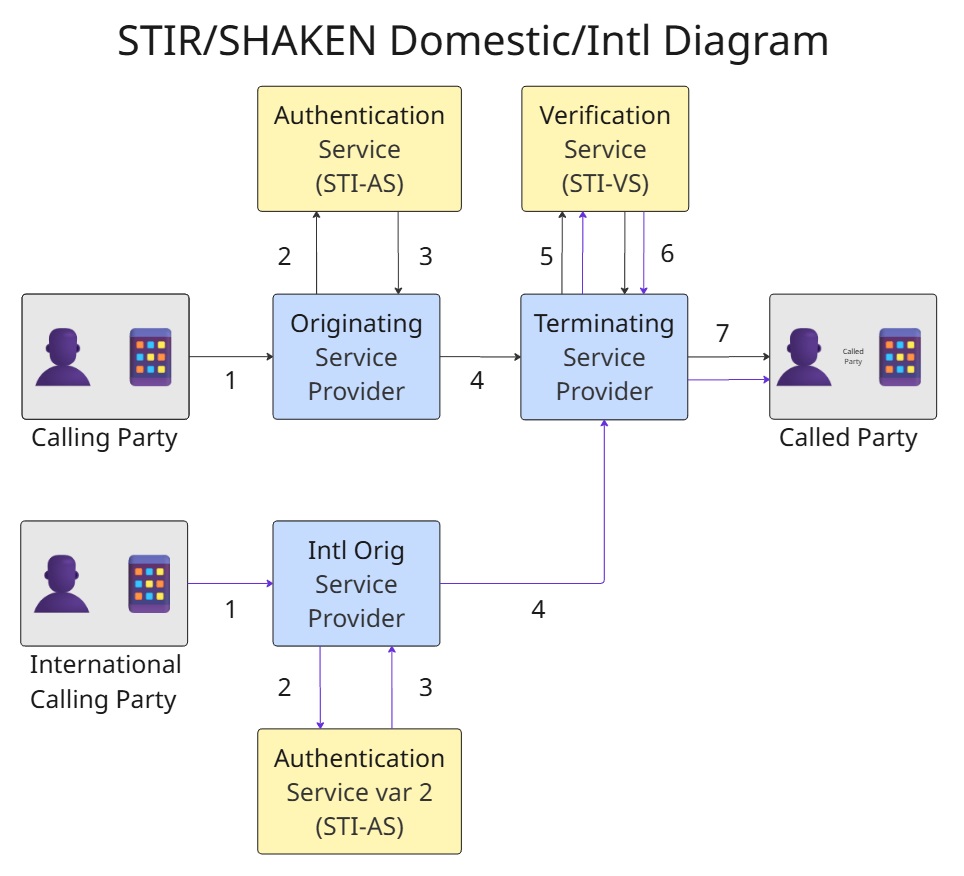 STIR/SHAKEN Domestic/Intl Diagram
Authentication
Service
(STI-AS)
Verification
Service
(STI-VS)
2
3
5
6
Originating
Service
Provider
Terminating
Service
Provider
1
4
7
Called
Party
Calling Party
Called Party
Intl Orig
Service
Provider
1
4
International
Calling Party
2
3
Authentication
Service var 2
(STI-AS)